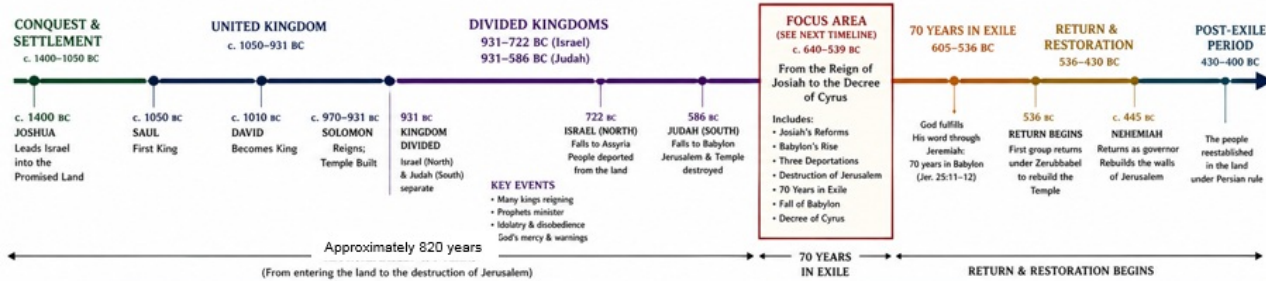 CONQUEST &
SETTLEMENT
c. 1400–1050 BC
UNITED KINGDOM
c. 1050–931 BC
DIVIDED KINGDOMS
931–722 BC (Israel)
931–586 BC (Judah)
FOCUS AREA
(SEE NEXT TIMELINE)
c. 640–539 BC
From the Reign of
Josiah to the Decree
of Cyrus
Includes:
• Josiah's Reforms
• Babylon's Rise
• Three Deportations
• Destruction of Jerusalem
• 70 Years in Exile
• Fall of Babylon
• Decree of Cyrus
70 YEARS IN EXILE
605–536 BC
RETURN &
RESTORATION
536–430 BC
POST-EXILE
PERIOD
430–400 BC
c. 1400 BC
JOSHUA
Leads Israel
into the
Promised Land
c. 1050 BC
SAUL
First King
c. 1010 BC
DAVID
Becomes King
c. 970–931 BC
SOLOMON
Reigns;
Temple Built
931 BC
KINGDOM
DIVIDED
Israel (North)
& Judah (South)
separate
KEY EVENTS
• Many kings reigning
• Prophets minister
• Idolatry & disobedience
God's mercy & warnings
722 BC
ISRAEL (NORTH)
Falls to Assyria
People deported
from the land
586 BC
JUDAH (SOUTH)
Falls to Babylon
Jerusalem & Temple
destroyed
God fulfills
His word through
Jeremiah:
70 years in Babylon
(Jer. 25:11–12)
536 BC
RETURN BEGINS
First group returns
under Zerubbabel
to rebuild the
Temple
c. 445 BC
NEHEMIAH
Returns as governor
Rebuilds the walls
of Jerusalem
The people
reestablished
in the land
under Persian rule
Approximately 820 years
(From entering the land to the destruction of Jerusalem)
70 YEARS
IN EXILE
RETURN & RESTORATION BEGINS